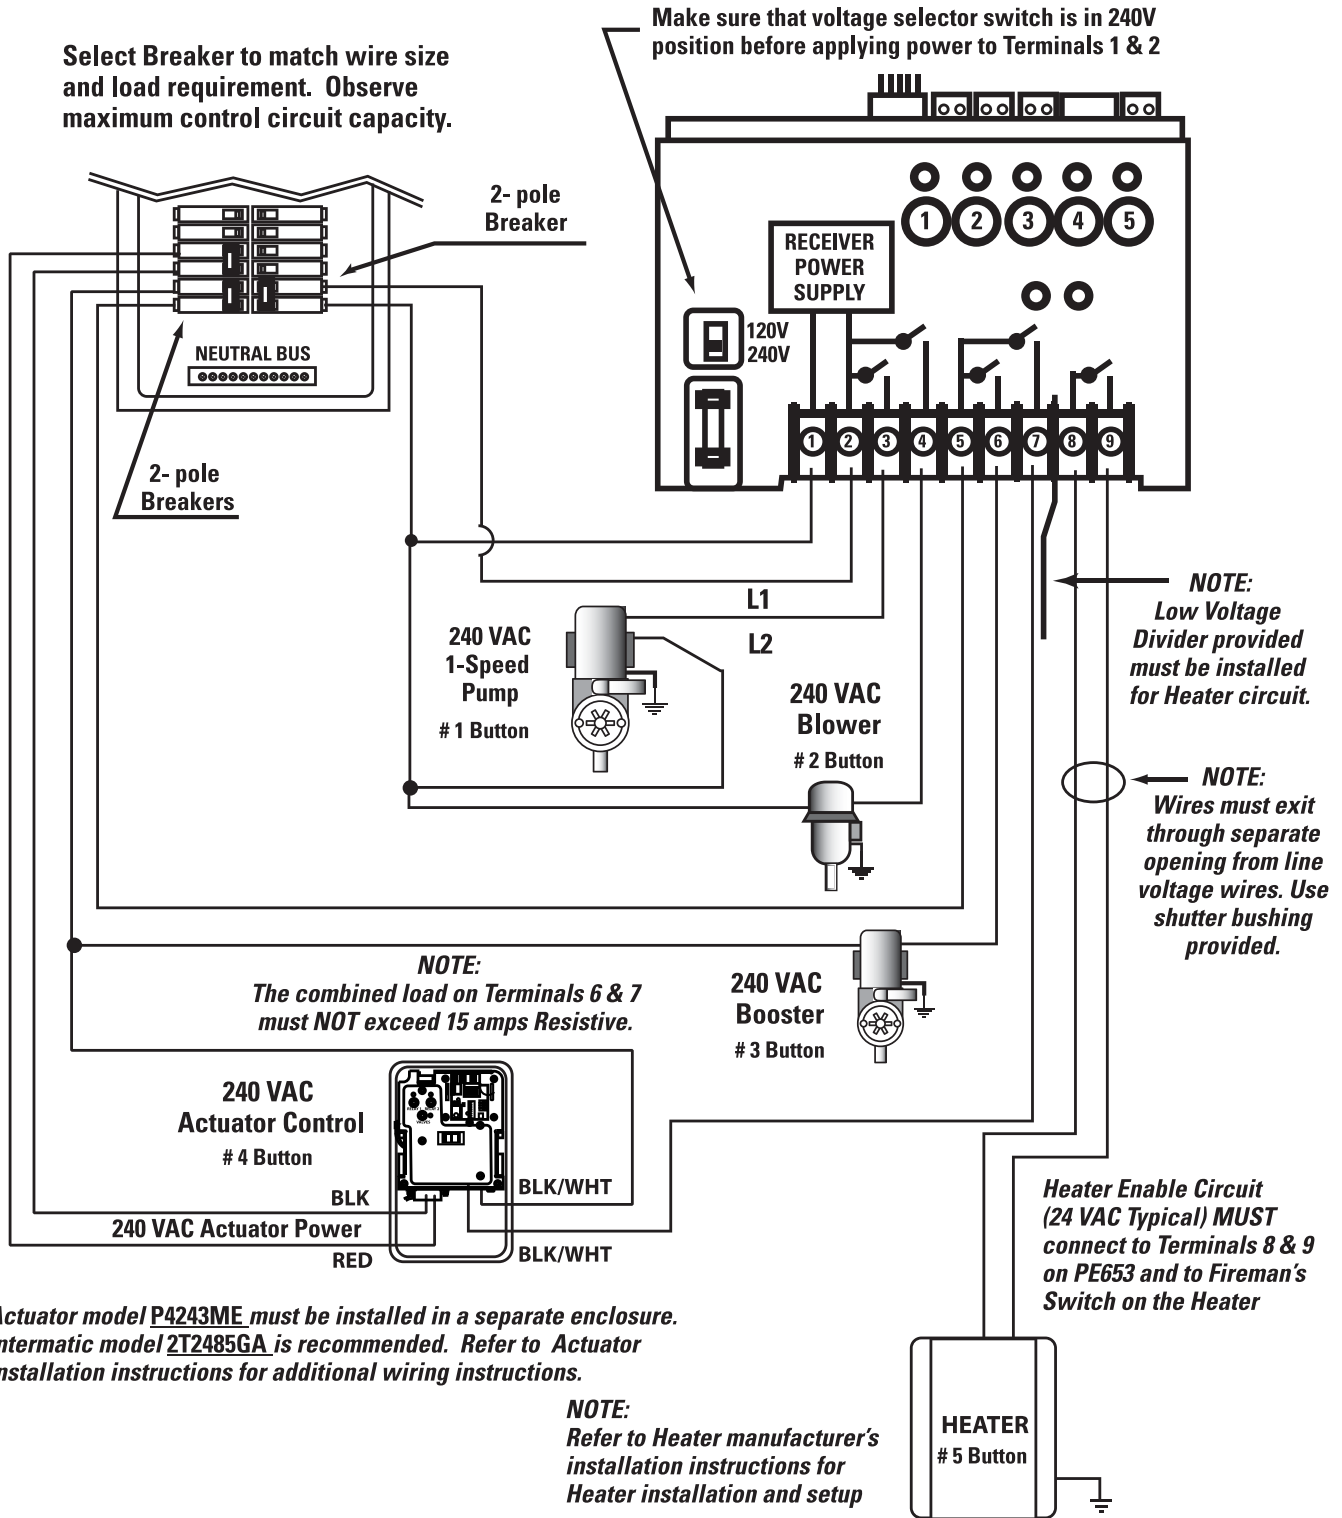 Make sure that voltage selector switch is in 240V
position before applying power to Terminals 1 & 2
Select Breaker to match wire size
and load requirement. Observe
maximum control circuit capacity.
2- pole
Breaker
1 2 3 4 5
RECEIVER
POWER
SUPPLY
120V
240V
NEUTRAL BUS
1 2 3 4 5 6 7 8 9
2- pole
Breakers
L1
L2
240 VAC
1-Speed
Pump
# 1 Button
240 VAC
Blower
# 2 Button
NOTE:
Low Voltage
Divider provided
must be installed
for Heater circuit.
NOTE:
Wires must exit
through separate
opening from line
voltage wires. Use
shutter bushing
provided.
NOTE:
The combined load on Terminals 6 & 7
must NOT exceed 15 amps Resistive.
240 VAC
Booster
# 3 Button
240 VAC
Actuator Control
# 4 Button
VALVES
BLK
BLK/WHT
240 VAC Actuator Power
RED
BLK/WHT
Heater Enable Circuit
(24 VAC Typical) MUST
connect to Terminals 8 & 9
on PE653 and to Fireman's
Switch on the Heater
Actuator model P4243ME must be installed in a separate enclosure.
Intermatic model 2T2485GA is recommended. Refer to Actuator
installation instructions for additional wiring instructions.
NOTE:
Refer to Heater manufacturer's
installation instructions for
Heater installation and setup
HEATER
# 5 Button